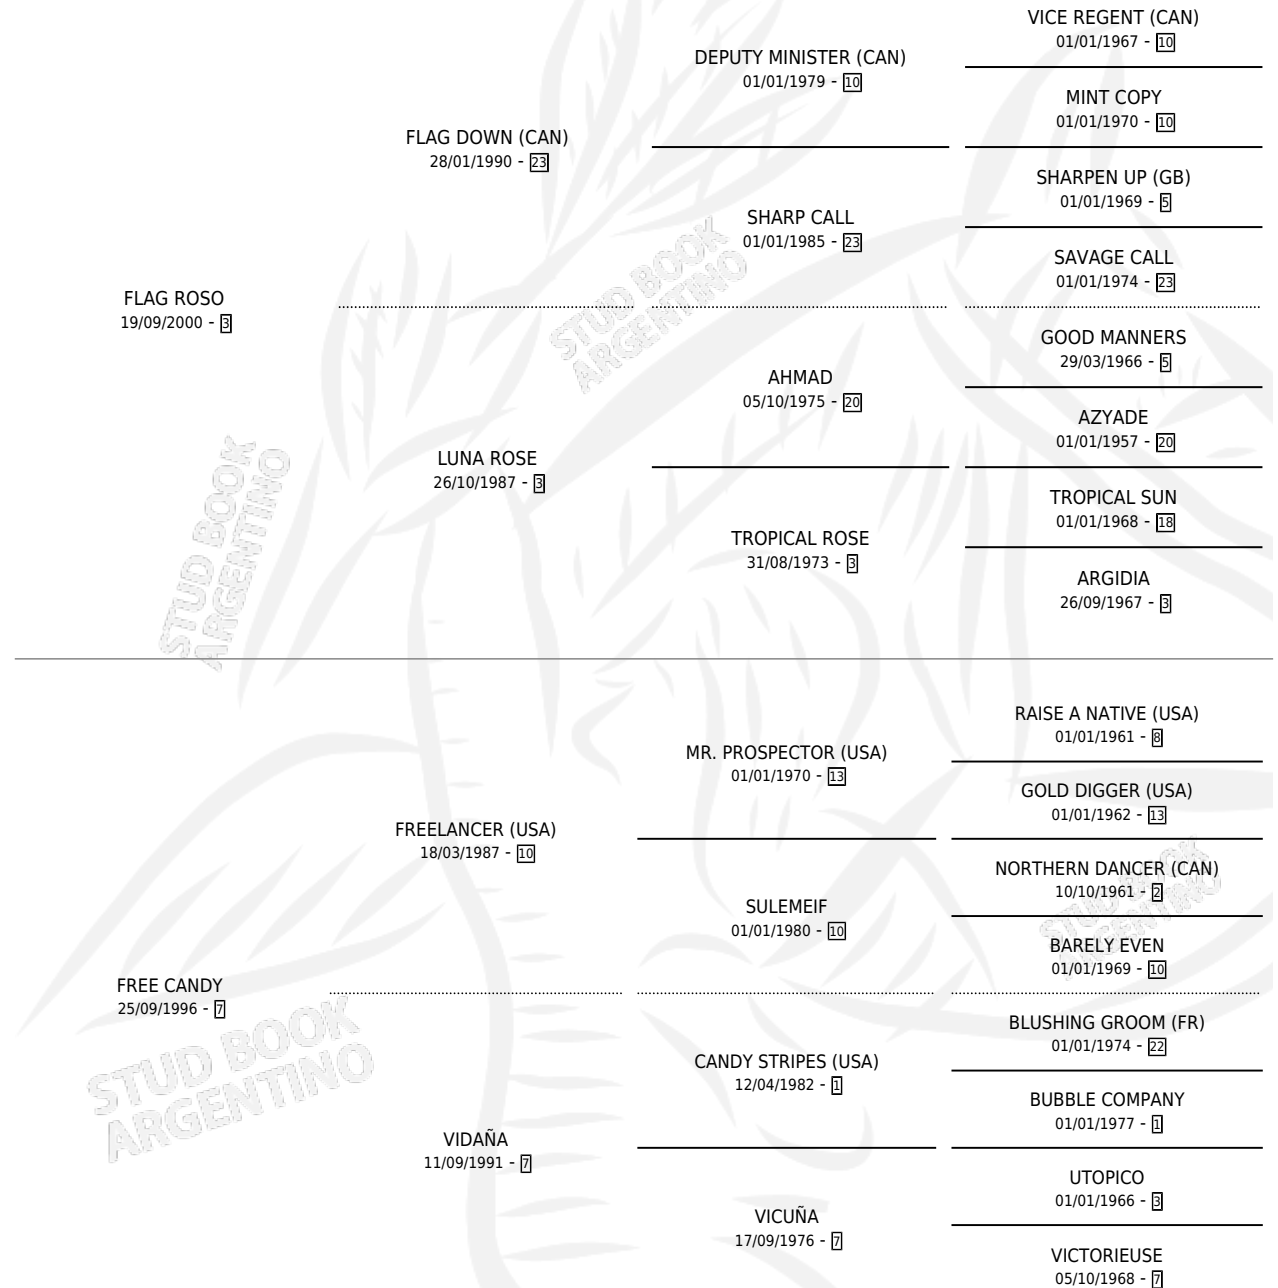 VICE REGENT (CAN)
01/01/1967 - 10
DEPUTY MINISTER (CAN)
01/01/1979 - 10
MINT COPY
01/01/1970 - 10
FLAG DOWN (CAN)
28/01/1990 - 23
SHARPEN UP (GB)
01/01/1969 - 5
SHARP CALL
01/01/1985 - 23
SAVAGE CALL
01/01/1974 - 23
FLAG ROSO
19/09/2000 - 3
GOOD MANNERS
29/03/1966 - 5
AHMAD
05/10/1975 - 20
AZYADE
01/01/1957 - 20
LUNA ROSE
26/10/1987 - 3
TROPICAL SUN
01/01/1968 - 18
TROPICAL ROSE
31/08/1973 - 3
ARGIDIA
26/09/1967 - 3
RAISE A NATIVE (USA)
01/01/1961 - 8
MR. PROSPECTOR (USA)
01/01/1970 - 13
GOLD DIGGER (USA)
01/01/1962 - 13
FREELANCER (USA)
18/03/1987 - 10
NORTHERN DANCER (CAN)
10/10/1961 - 2
SULEMEIF
01/01/1980 - 10
BARELY EVEN
01/01/1969 - 10
FREE CANDY
25/09/1996 - 7
BLUSHING GROOM (FR)
01/01/1974 - 22
CANDY STRIPES (USA)
12/04/1982 - 1
BUBBLE COMPANY
01/01/1977 - 1
VIDAÑA
11/09/1991 - 7
UTOPICO
01/01/1966 - 3
VICUÑA
17/09/1976 - 7
VICTORIEUSE
05/10/1968 - 7
STUD BOOK
ARGENTINO
STUD BOOK
ARGENTINO
STUD BOOK
ARGENTINO
STUD BOOK
ARGENTINO